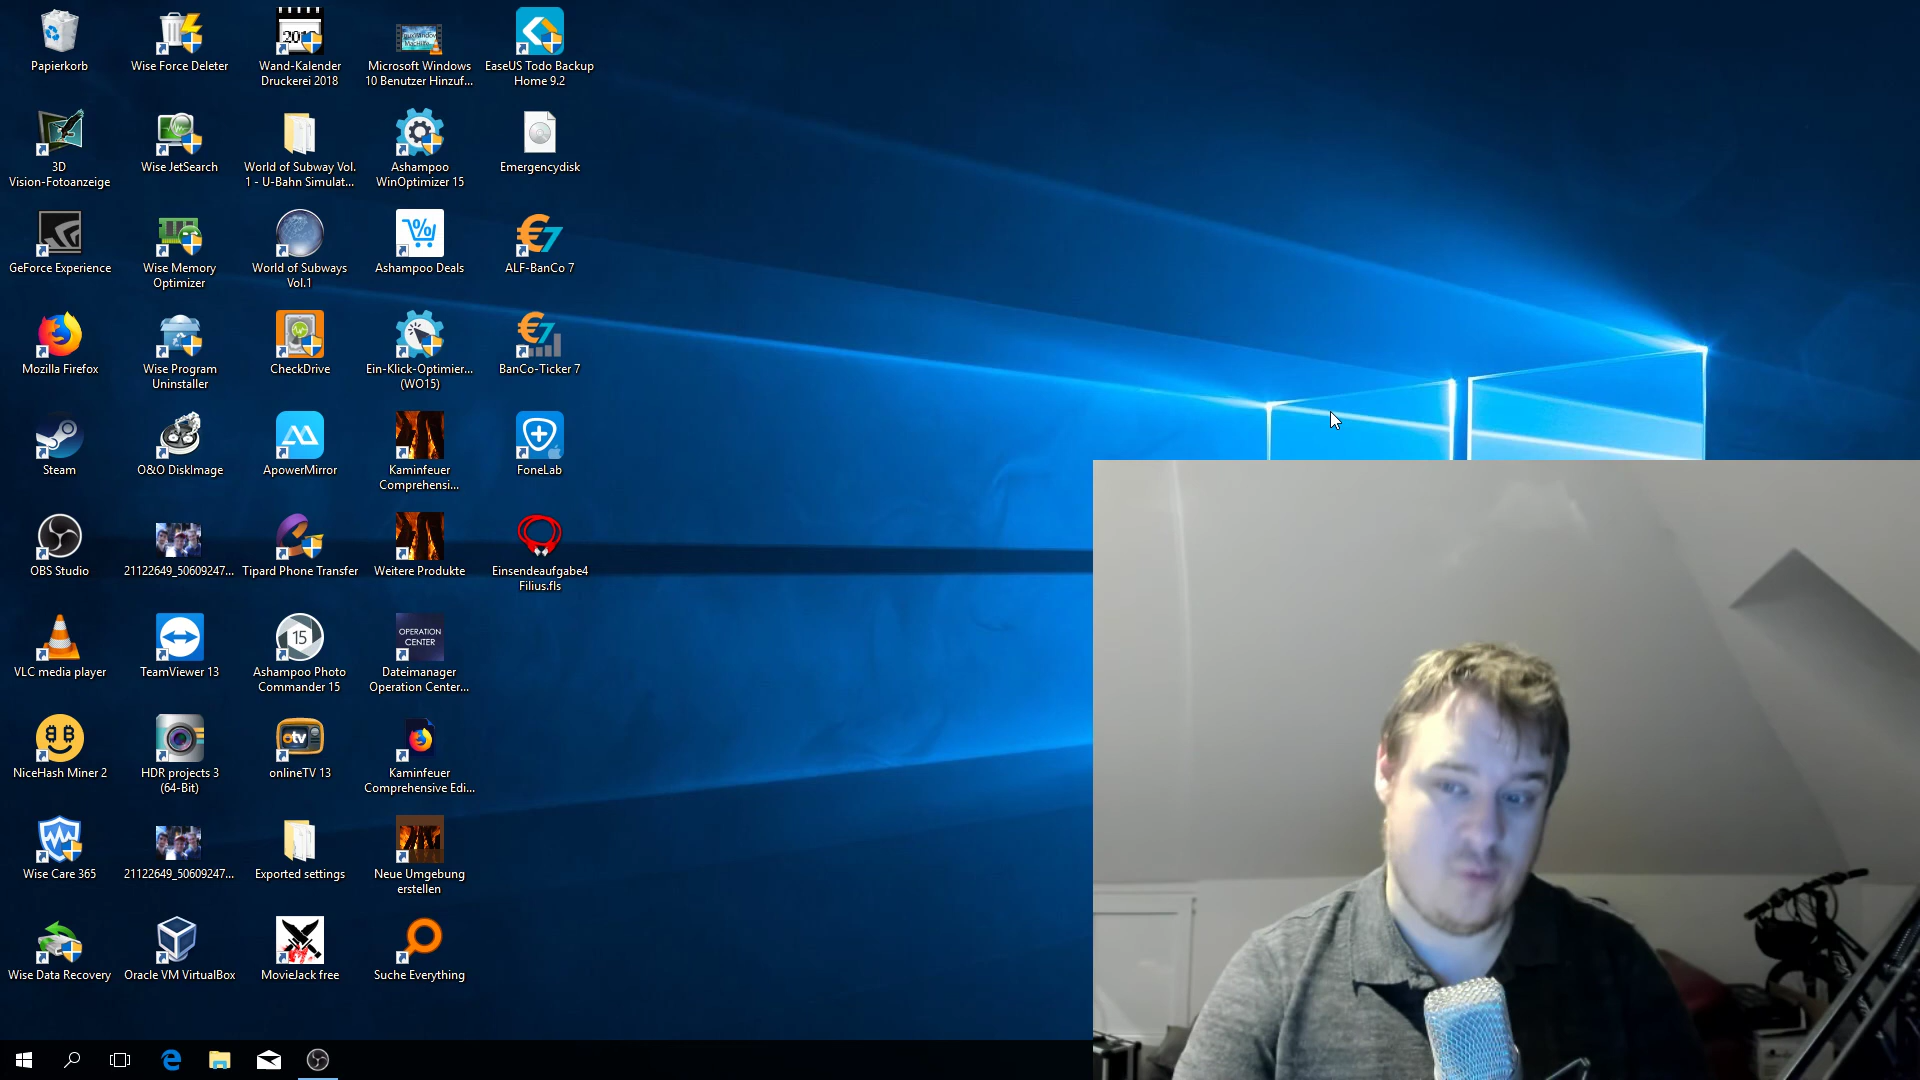 Papierkorb
Wise Force Deleter
2018
Wand-Kalender
Druckerei 2018
Microsoft Windows
10 Benutzer Hinzuf...
EaseUS Todo Backup
Home 9.2
3D
Vision-Fotoanzeige
Wise JetSearch
World of Subway Vol.
1 - U-Bahn Simulat...
Ashampoo
WinOptimizer 15
Emergencydisk
GeForce Experience
Wise Memory
Optimizer
World of Subways
Vol.1
%
Ashampoo Deals
€7
ALF-BanCo 7
Mozilla Firefox
Wise Program
Uninstaller
CheckDrive
Ein-Klick-Optimier...
(WO15)
€7
BanCo-Ticker 7
Steam
O&O DiskImage
ApowerMirror
Kaminfeuer
Comprehensi...
FoneLab
OBS Studio
21122649_50609247...
Tipard Phone Transfer
Weitere Produkte
Einsendeaufgabe4
Filius.fls
VLC media player
TeamViewer 13
15
Ashampoo Photo
Commander 15
OPERATION
CENTER
Dateimanager
Operation Center...
NiceHash Miner 2
HDR projects 3
(64-Bit)
otv
onlineTV 13
Kaminfeuer
Comprehensive Edi...
Wise Care 365
21122649_50609247...
Exported settings
Neue Umgebung
erstellen
Wise Data Recovery
Oracle VM VirtualBox
MovieJack free
Suche Everything